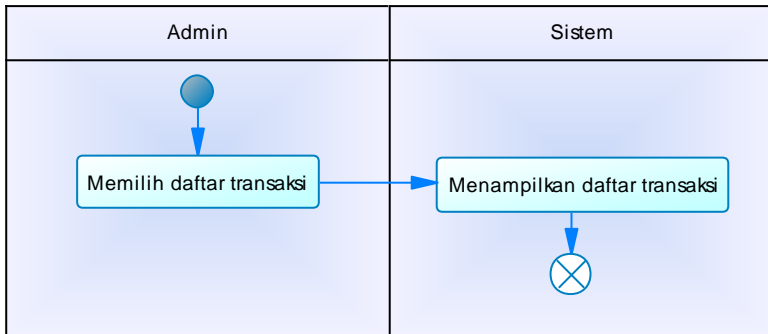 Admin
Sistem
Memilih daftar transaksi
Menampilkan daftar transaksi